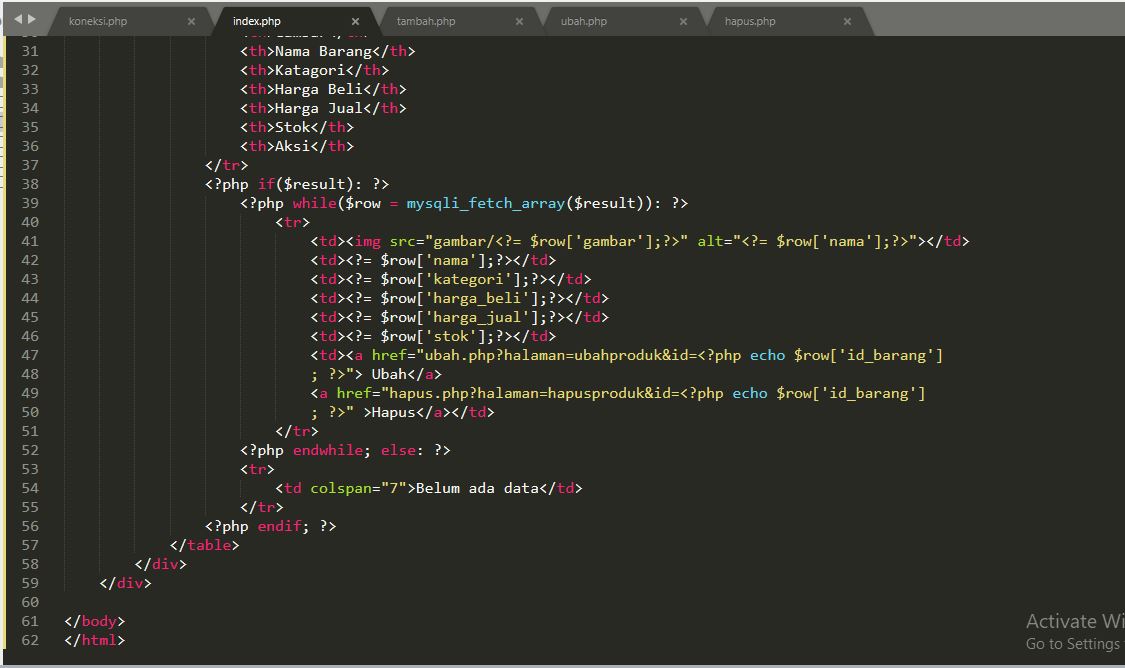 koneksi.php × index.php × tambah.php × ubah.php × hapus.php ×
31 <th>Nama Barang</th>
32 <th>Katagori</th>
33 <th>Harga Beli</th>
34 <th>Harga Jual</th>
35 <th>Stok</th>
36 <th>Aksi</th>
37 </tr>
38 <?php if($result): ?>
39 <?php while($row = mysqli_fetch_array($result)): ?>
40 <tr>
41 <td><img src="gambar/<?= $row['gambar'];?>" alt="<?= $row['nama'];?>"></td>
42 <td><?= $row['nama'];?></td>
43 <td><?= $row['kategori'];?></td>
44 <td><?= $row['harga_beli'];?></td>
45 <td><?= $row['harga_jual'];?></td>
46 <td><?= $row['stok'];?></td>
47 <td><a href="ubah.php?halaman=ubahproduk&id=<?php echo $row['id_barang']
48 ; ?>"> Ubah</a>
49 <a href="hapus.php?halaman=hapusproduk&id=<?php echo $row['id_barang']
50 ; ?>" >Hapus</a></td>
51 </tr>
52 <?php endwhile; else: ?>
53 <tr>
54 <td colspan="7">Belum ada data</td>
55 </tr>
56 <?php endif; ?>
57 </table>
58 </div>
59 </div>
60
61 </body>
62 </html>
Activate Wi
Go to Settings